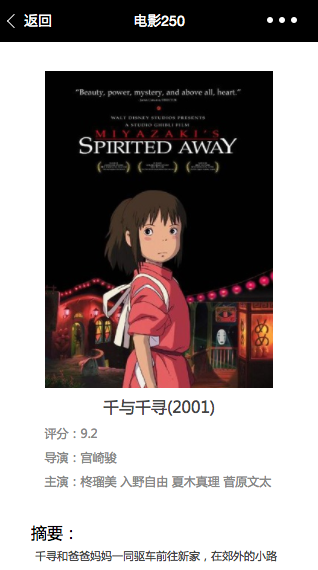 返回
电影250
“Beauty, power, mystery, and above all, heart.”
WALT DISNEY STUDIOS PRESENTS
A STUDIO GHIBLI FILM
MIYAZAKI'S
SPIRITED AWAY
千与千寻(2001)
评分：9.2
导演：宫崎骏
主演：柊瑠美 入野自由 夏木真理 菅原文太
摘要：
千寻和爸爸妈妈一同驱车前往新家，在郊外的小路